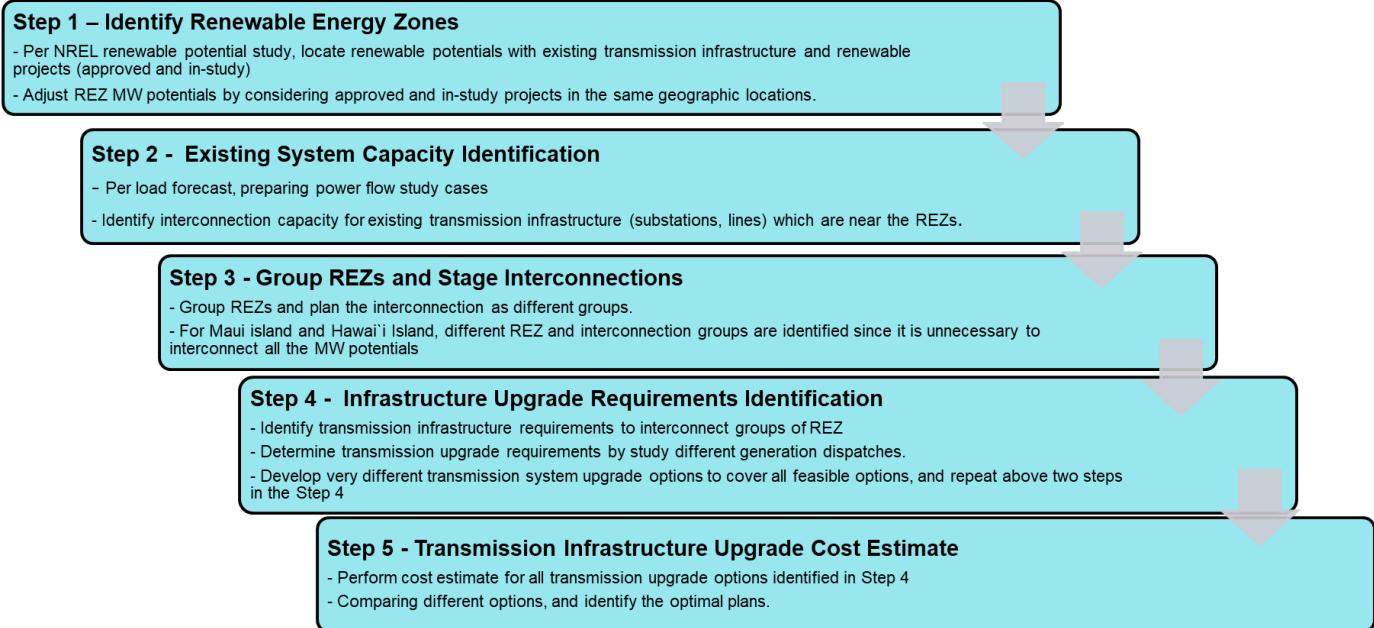 Step 1 – Identify Renewable Energy Zones
- Per NREL renewable potential study, locate renewable potentials with existing transmission infrastructure and renewable
projects (approved and in-study)
- Adjust REZ MW potentials by considering approved and in-study projects in the same geographic locations.
Step 2 - Existing System Capacity Identification
- Per load forecast, preparing power flow study cases
- Identify interconnection capacity for existing transmission infrastructure (substations, lines) which are near the REZs.
Step 3 - Group REZs and Stage Interconnections
- Group REZs and plan the interconnection as different groups.
- For Maui island and Hawai`i Island, different REZ and interconnection groups are identified since it is unnecessary to
interconnect all the MW potentials
Step 4 - Infrastructure Upgrade Requirements Identification
- Identify transmission infrastructure requirements to interconnect groups of REZ
- Determine transmission upgrade requirements by study different generation dispatches.
- Develop very different transmission system upgrade options to cover all feasible options, and repeat above two steps
in the Step 4
Step 5 - Transmission Infrastructure Upgrade Cost Estimate
- Perform cost estimate for all transmission upgrade options identified in Step 4
- Comparing different options, and identify the optimal plans.